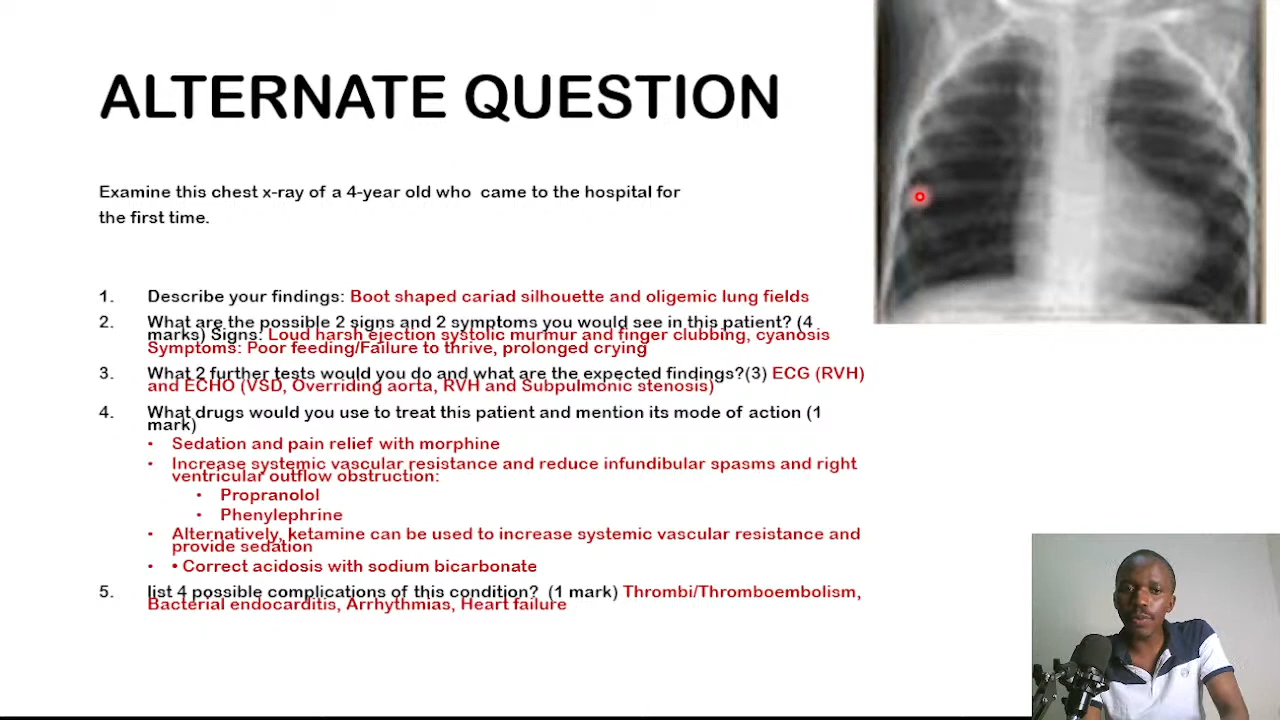 ALTERNATE QUESTION
Examine this chest x-ray of a 4-year old who came to the hospital for
the first time.
1. Describe your findings: Boot shaped cariad silhouette and oligemic lung fields
2. What are the possible 2 signs and 2 symptoms you would see in this patient? (4
marks) Signs: Loud harsh ejection systolic murmur and finger clubbing, cyanosis
Symptoms: Poor feeding/Failure to thrive, prolonged crying
3. What 2 further tests would you do and what are the expected findings?(3) ECG (RVH)
and ECHO (VSD, Overriding aorta, RVH and Subpulmonic stenosis)
4. What drugs would you use to treat this patient and mention its mode of action (1
mark)
• Sedation and pain relief with morphine
• Increase systemic vascular resistance and reduce infundibular spasms and right
ventricular outflow obstruction:
• Propranolol
• Phenylephrine
• Alternatively, ketamine can be used to increase systemic vascular resistance and
provide sedation
• • Correct acidosis with sodium bicarbonate
5. list 4 possible complications of this condition? (1 mark) Thrombi/Thromboembolism,
Bacterial endocarditis, Arrhythmias, Heart failure